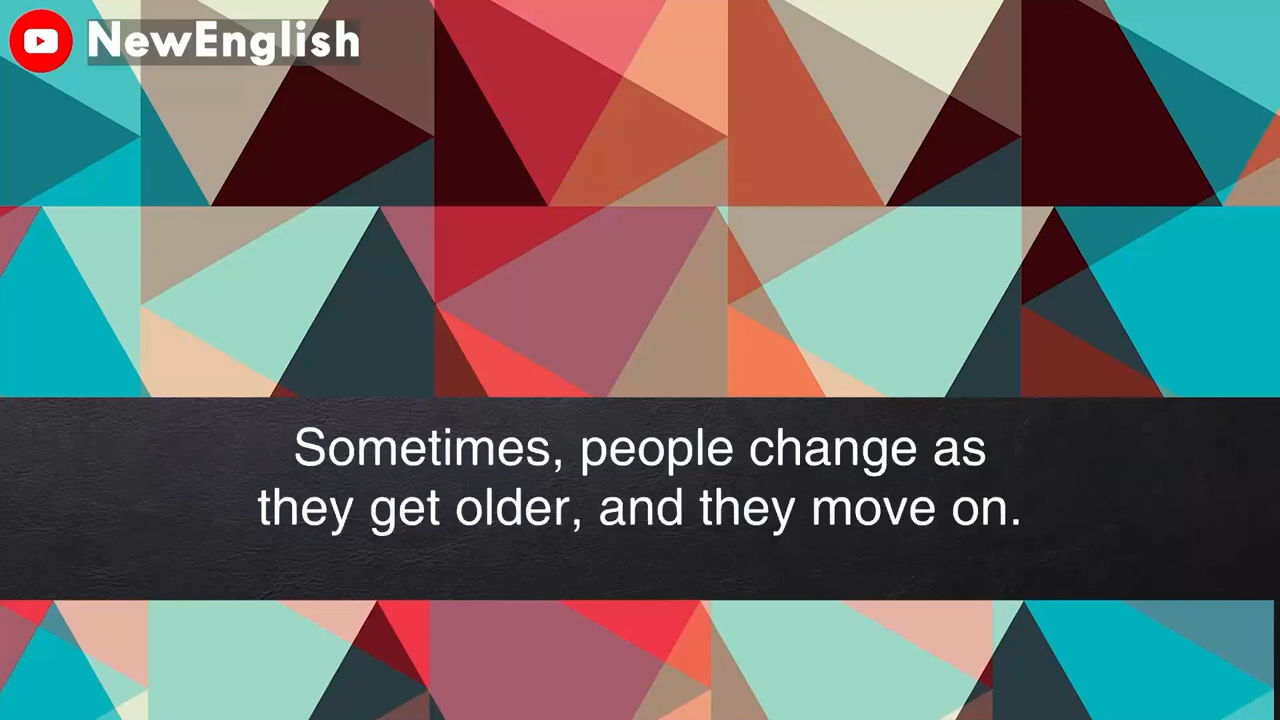 NewEnglish
Sometimes, people change as
they get older, and they move on.